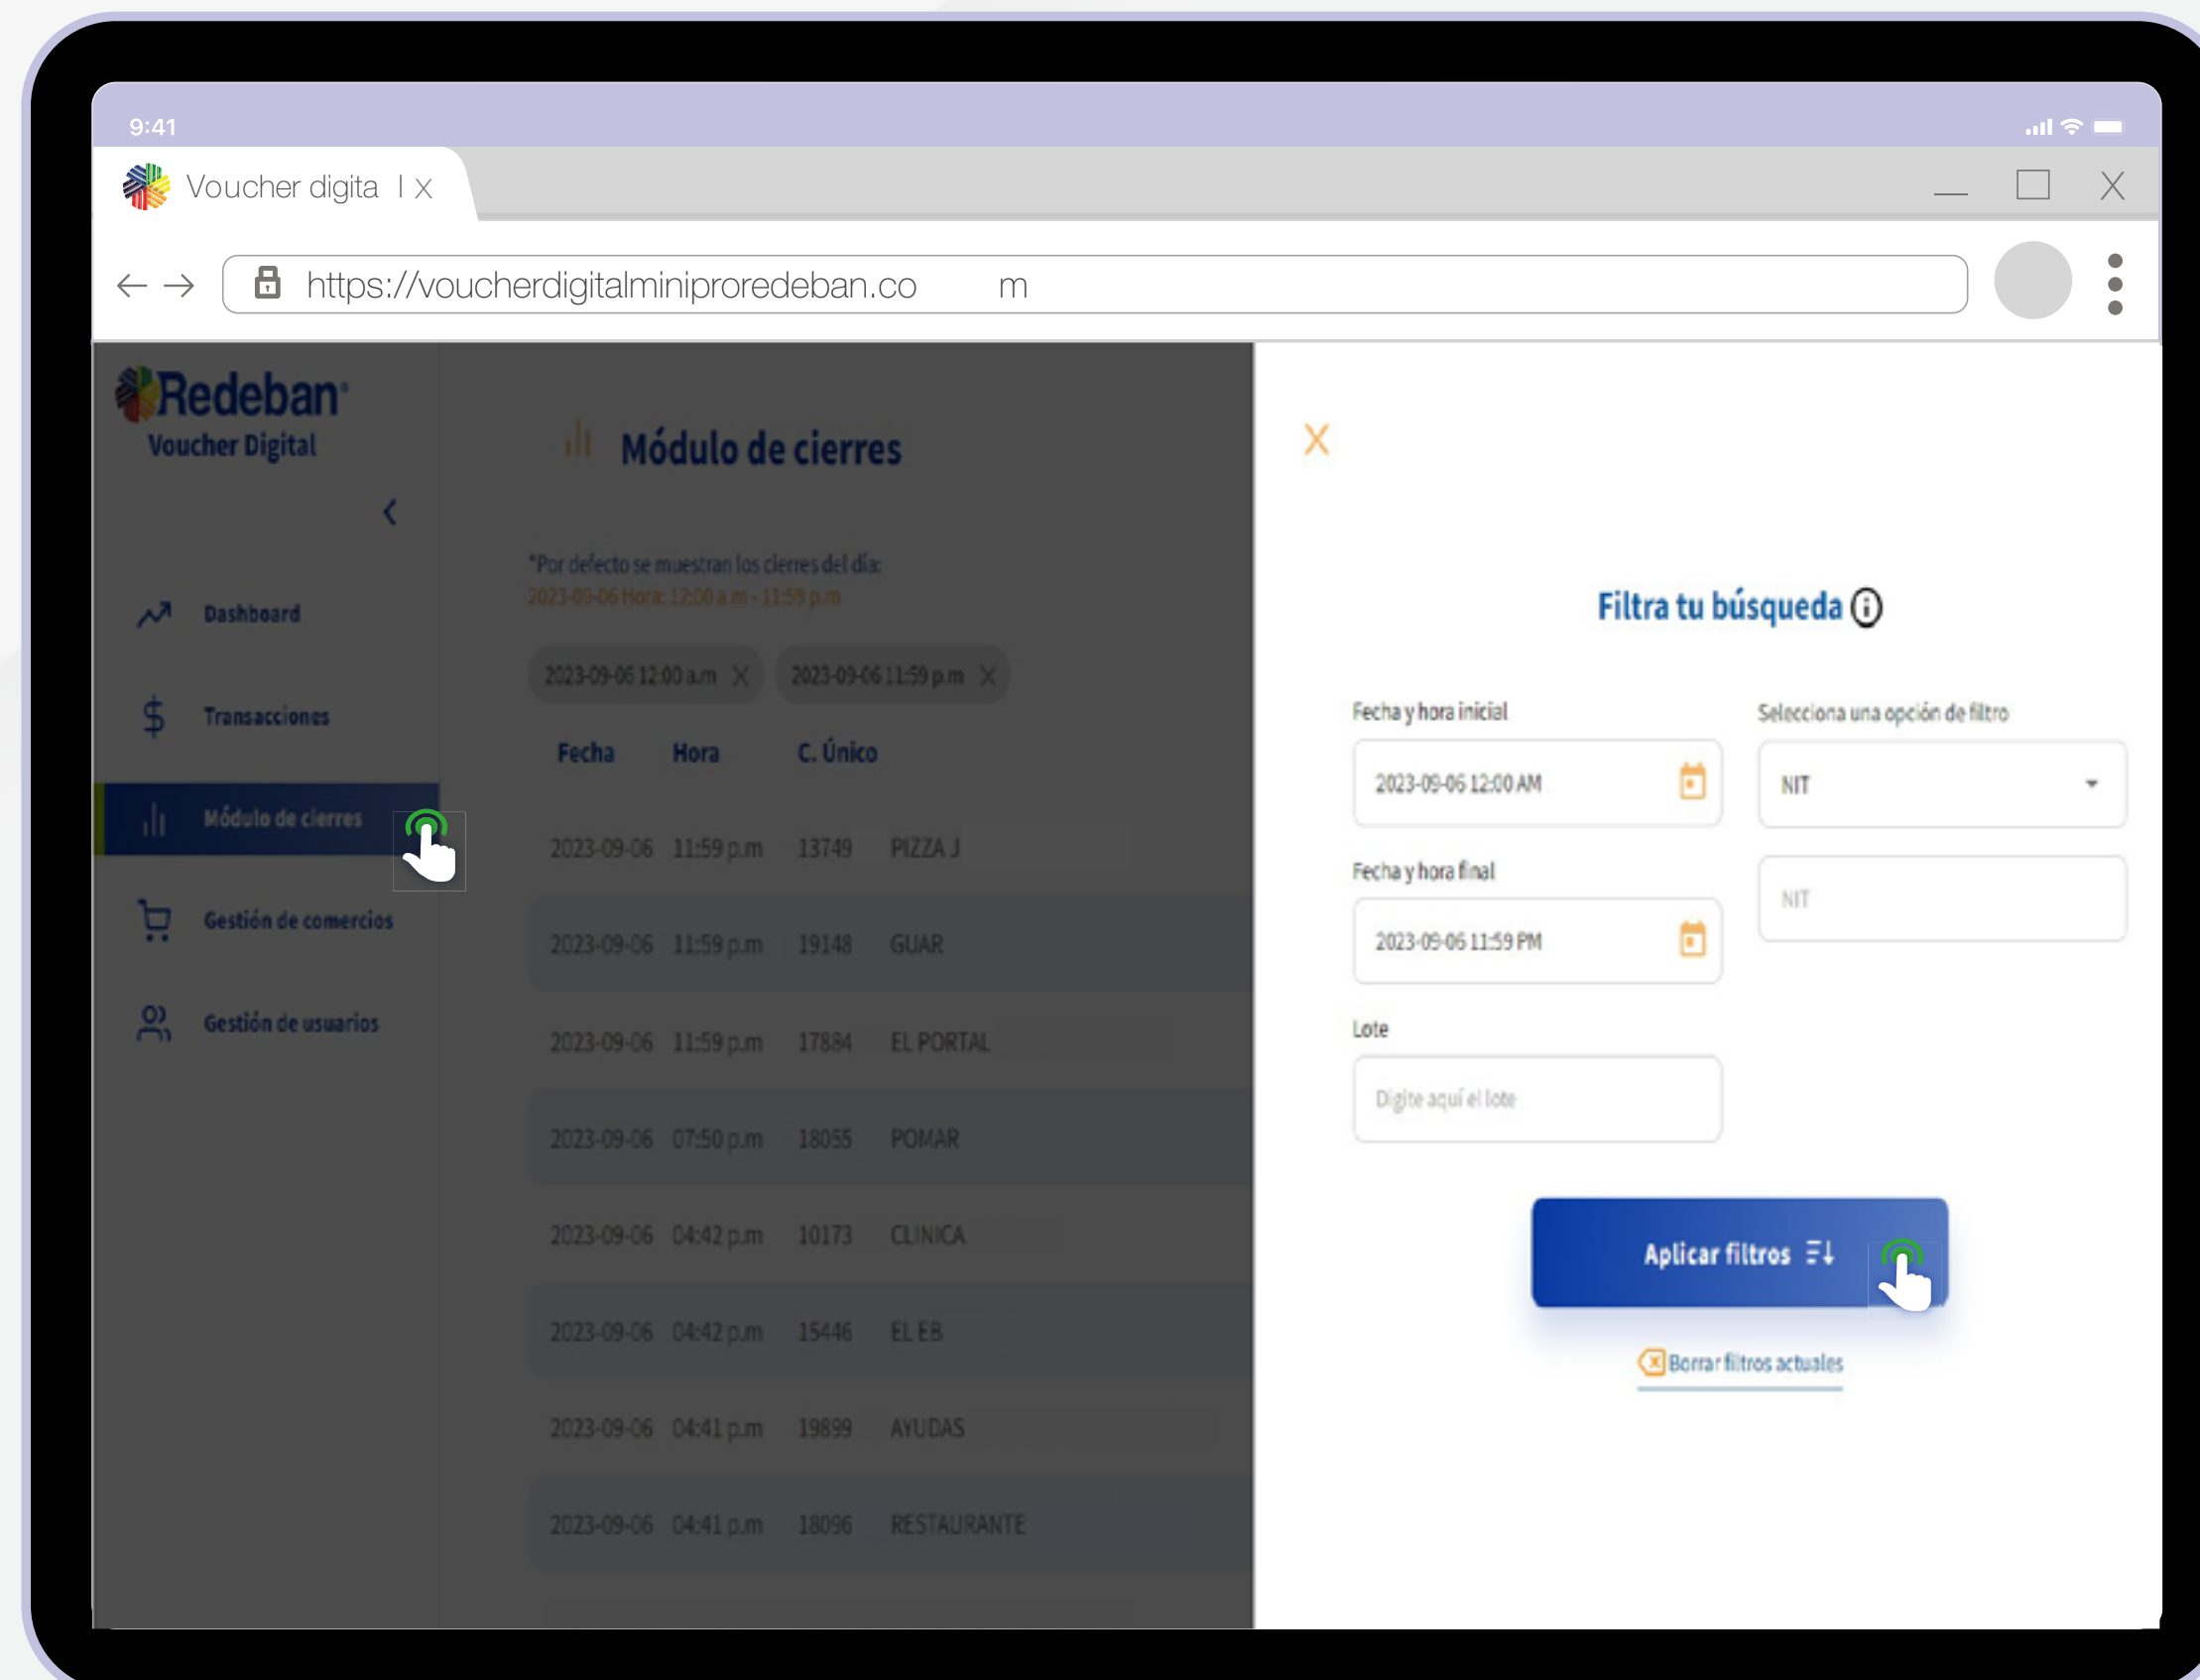 9:41
Voucher digita l x
https://voucherdigitalminiproredeban.co m
Redeban
Voucher Digital
Dashboard
Transacciones
Módulo de cierres
Gestión de comercios
Gestión de usuarios
Módulo de cierres
*Por defecto se muestran los cierres del día:
2023-09-06 Hora: 12:00 a.m - 11:59 p.m
2023-09-06 12:00 a.m X 2023-09-06 11:59 p.m X
Fecha Hora C. Único
2023-09-06 11:59 p.m 13749 PIZZA J
2023-09-06 11:59 p.m 19148 GUAR
2023-09-06 11:59 p.m 17884 EL PORTAL
2023-09-06 07:50 p.m 18055 POMAR
2023-09-06 04:42 p.m 10173 CLINICA
2023-09-06 04:42 p.m 15446 EL EB
2023-09-06 04:41 p.m 19899 AYUDAS
2023-09-06 04:41 p.m 18096 RESTAURANTE
X
Filtra tu búsqueda
Fecha y hora inicial
2023-09-06 12:00 AM
Fecha y hora final
2023-09-06 11:59 PM
Lote
Digite aquí el lote
Selecciona una opción de filtro
NIT
NIT
Aplicar filtros
Borrar filtros actuales